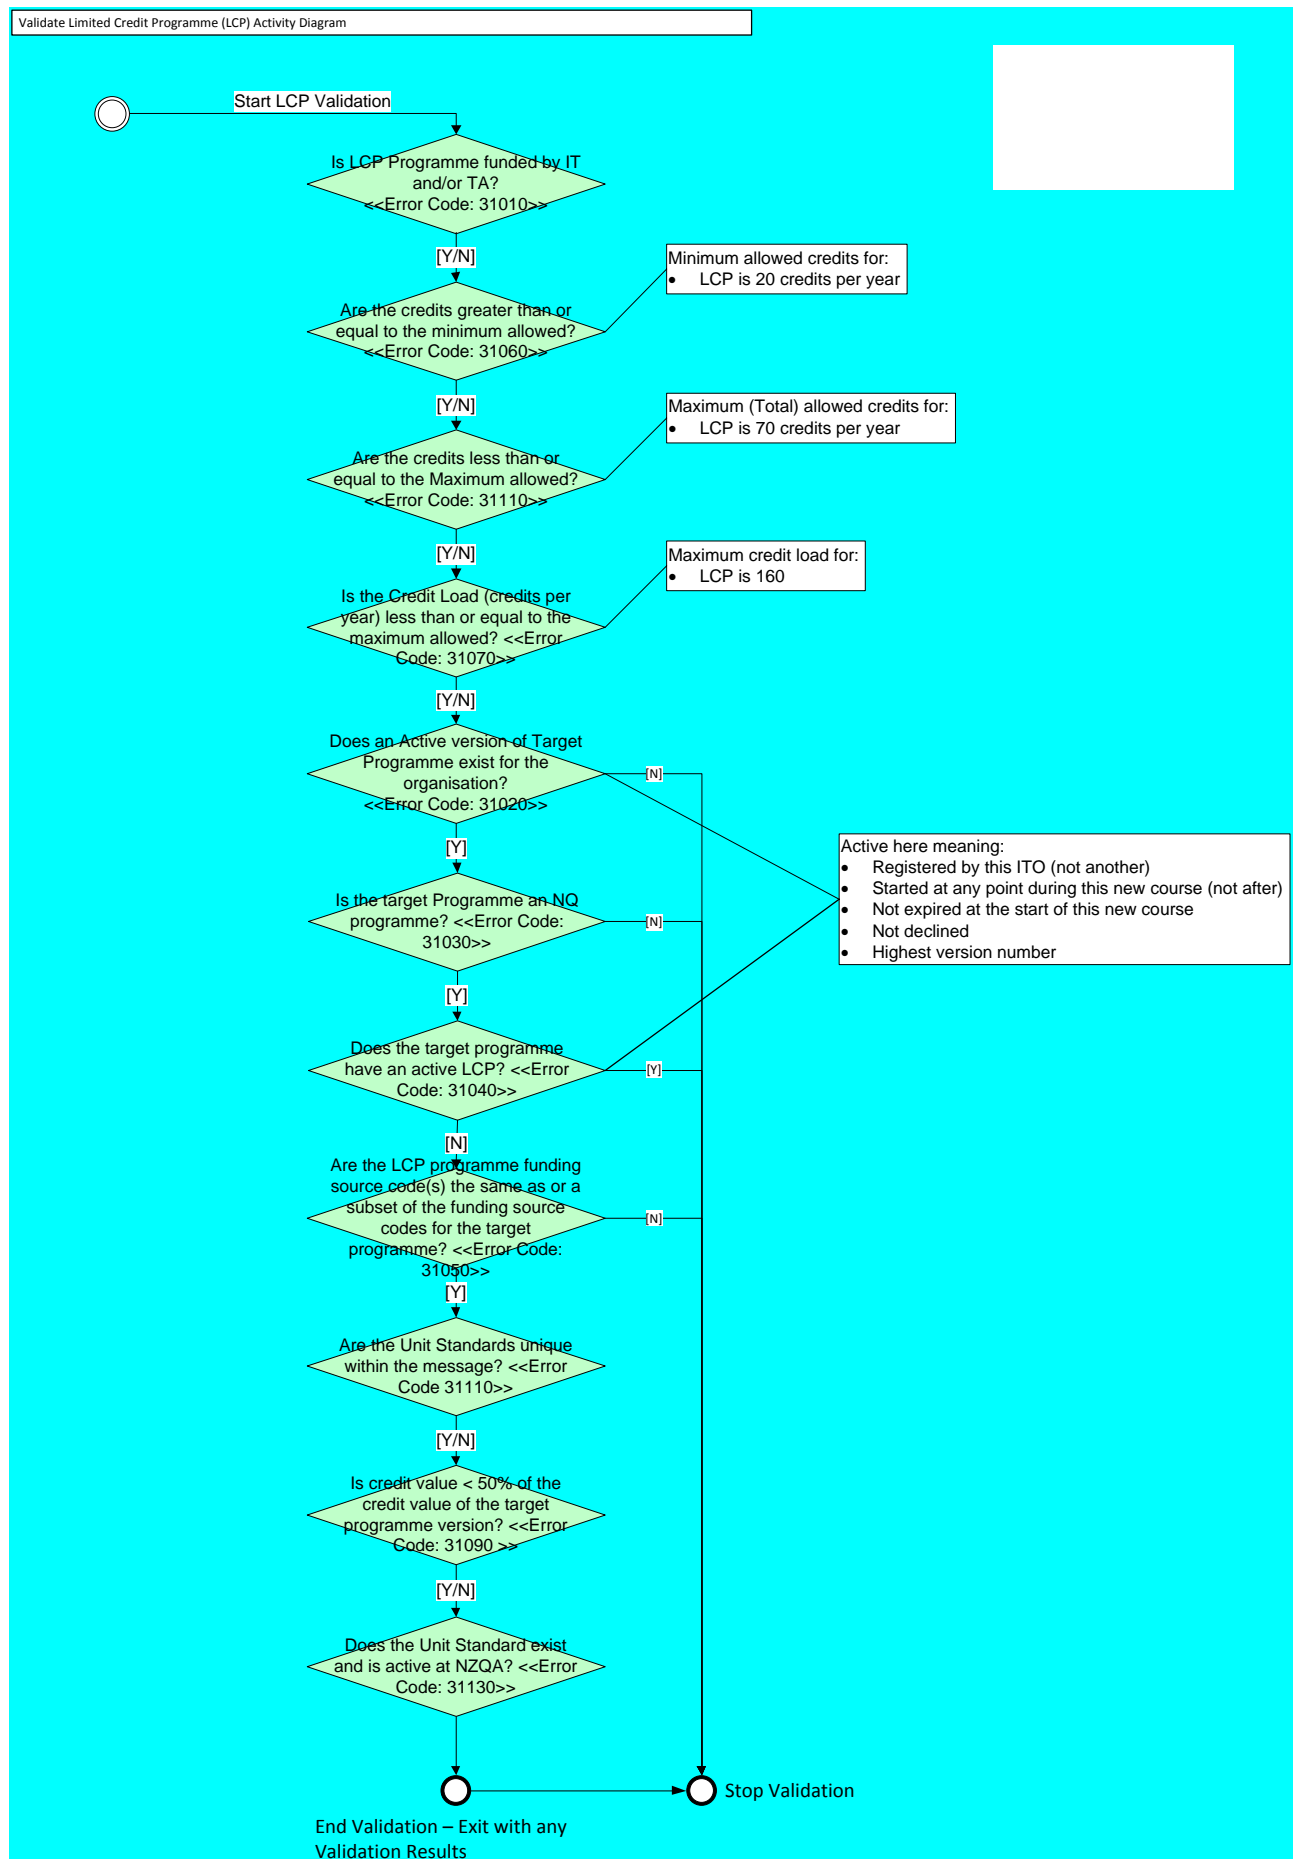 Validate Limited Credit Programme (LCP) Activity Diagram
Start LCP Validation
Is LCP Programme funded by IT
and/or TA?
<<Error Code: 31010>>
[Y/N]
Minimum allowed credits for:
• LCP is 20 credits per year
Are the credits greater than or
equal to the minimum allowed?
<<Error Code: 31060>>
[Y/N]
Maximum (Total) allowed credits for:
• LCP is 70 credits per year
Are the credits less than or
equal to the Maximum allowed?
<<Error Code: 31110>>
[Y/N]
Maximum credit load for:
• LCP is 160
Is the Credit Load (credits per
year) less than or equal to the
maximum allowed? <<Error
Code: 31070>>
[Y/N]
Does an Active version of Target
Programme exist for the
organisation?
<<Error Code: 31020>>
[N]
[Y]
Active here meaning:
• Registered by this ITO (not another)
• Started at any point during this new course (not after)
• Not expired at the start of this new course
• Not declined
• Highest version number
Is the target Programme an NQ
programme? <<Error Code:
31030>>
[N]
[Y]
Does the target programme
have an active LCP? <<Error
Code: 31040>>
[Y]
[N]
Are the LCP programme funding
source code(s) the same as or a
subset of the funding source
codes for the target
programme? <<Error Code:
31050>>
[N]
[Y]
Are the Unit Standards unique
within the message? <<Error
Code 31110>>
[Y/N]
Is credit value < 50% of the
credit value of the target
programme version? <<Error
Code: 31090 >>
[Y/N]
Does the Unit Standard exist
and is active at NZQA? <<Error
Code: 31130>>
Stop Validation
End Validation – Exit with any
Validation Results